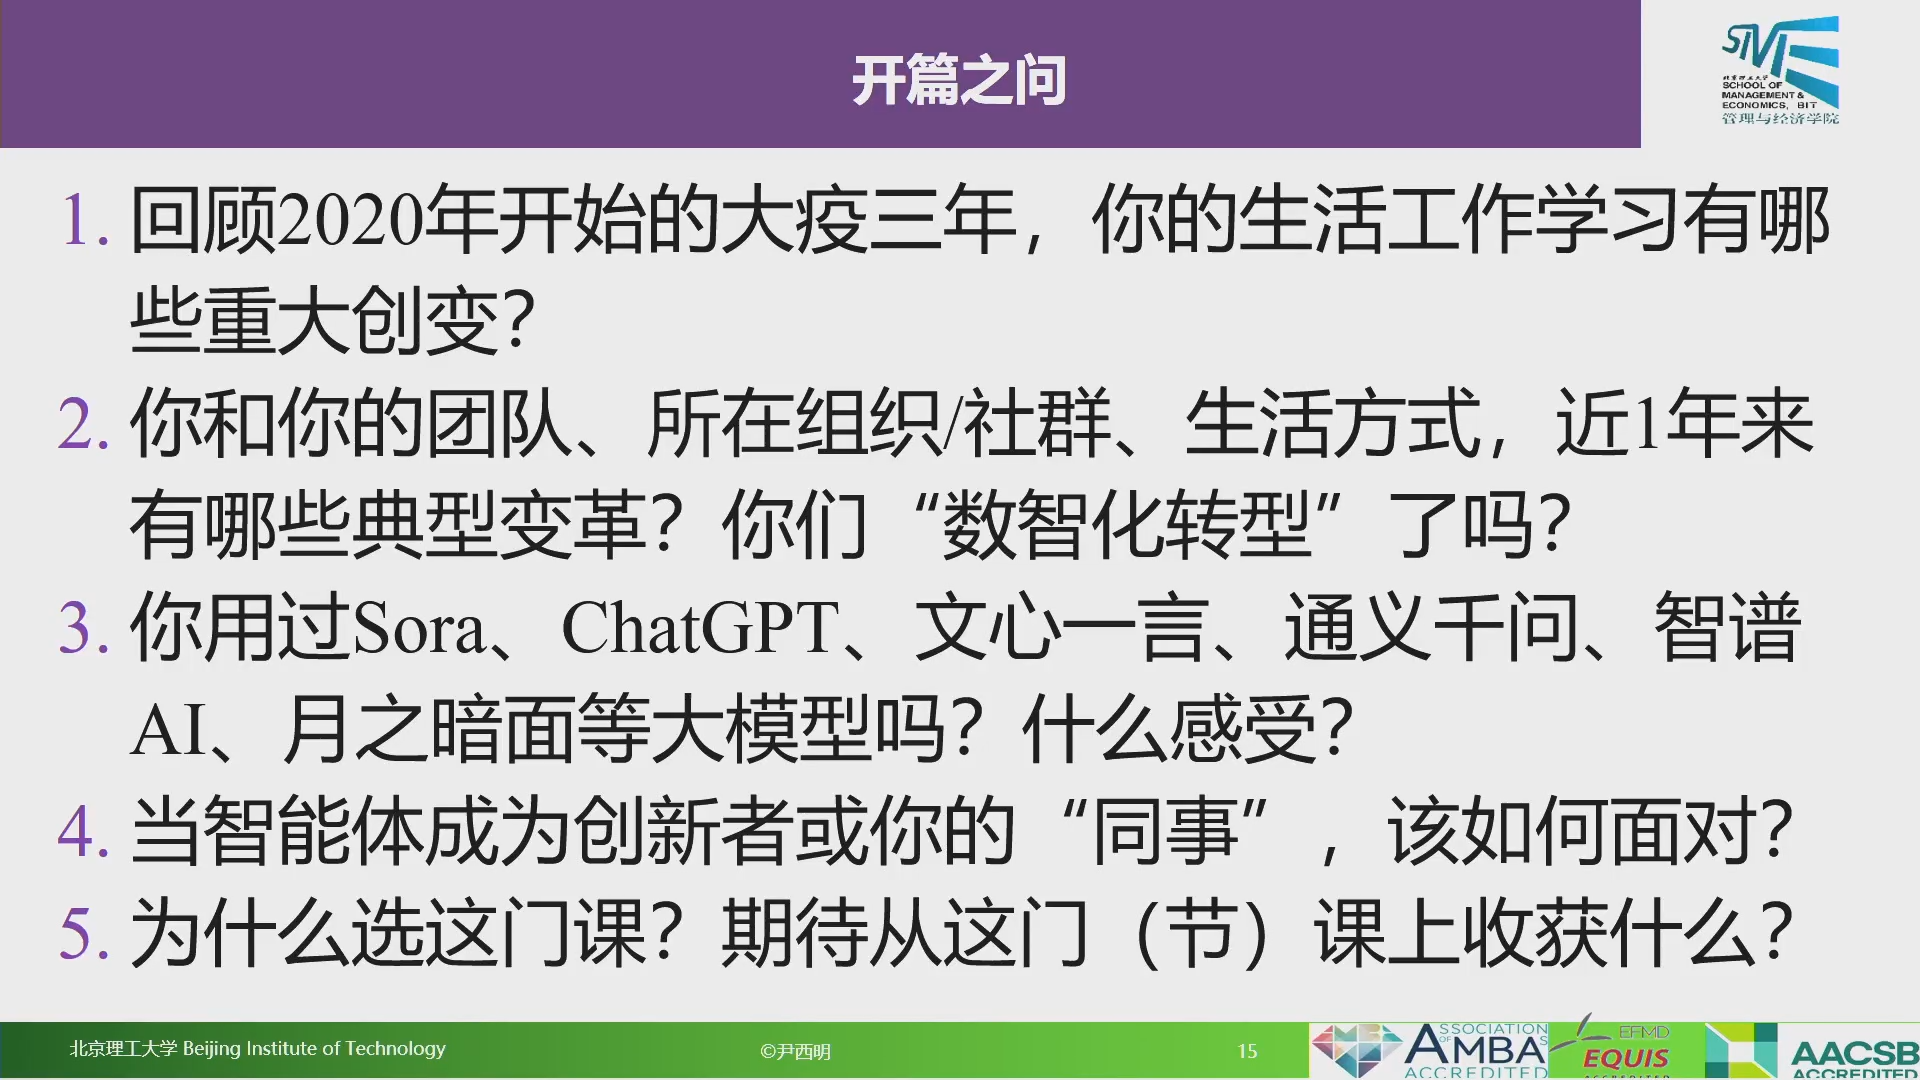 开篇之问
SME
北京理工大学
SCHOOL OF
MANAGEMENT &
ECONOMICS, BIT
管理与经济学院
1. 回顾2020年开始的大疫三年，你的生活工作学习有哪
些重大创变？
2. 你和你的团队、所在组织/社群、生活方式，近1年来
有哪些典型变革？你们“数智化转型”了吗？
3. 你用过Sora、ChatGPT、文心一言、通义千问、智谱
AI、月之暗面等大模型吗？什么感受？
4. 当智能体成为创新者或你的“同事”，该如何面对？
5. 为什么选这门课？期待从这门（节）课上收获什么？
北京理工大学 Beijing Institute of Technology
©尹西明
15
ASSOCIATION
OF
AMBAS
ACCREDITED
EFMD
EQUIS
ACCREDITED
AACSB
ACCREDITED